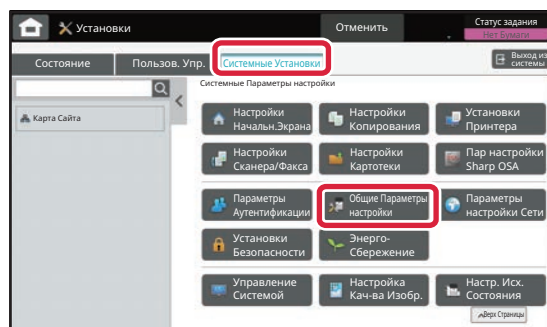 Установки
Отменить
Статус задания
Нет Бумаги
Состояние
Пользов. Упр.
Системные Установки
Выход из
системы
Системные Параметры настройки
Карта Сайта
Настройки
Начальн.Экрана
Настройки
Копирования
Установки
Принтера
Настройки
Сканера/Факса
Настройки
Картотеки
Пар настройки
Sharp OSA
Параметры
Аутентификации
Общие Параметры
настройки
Параметры
настройки Сети
Установки
Безопасности
Энерго-
Сбережение
Управление
Системой
Настройка
Кач-ва Изобр.
Настр. Исх.
Состояния
Верх Страницы